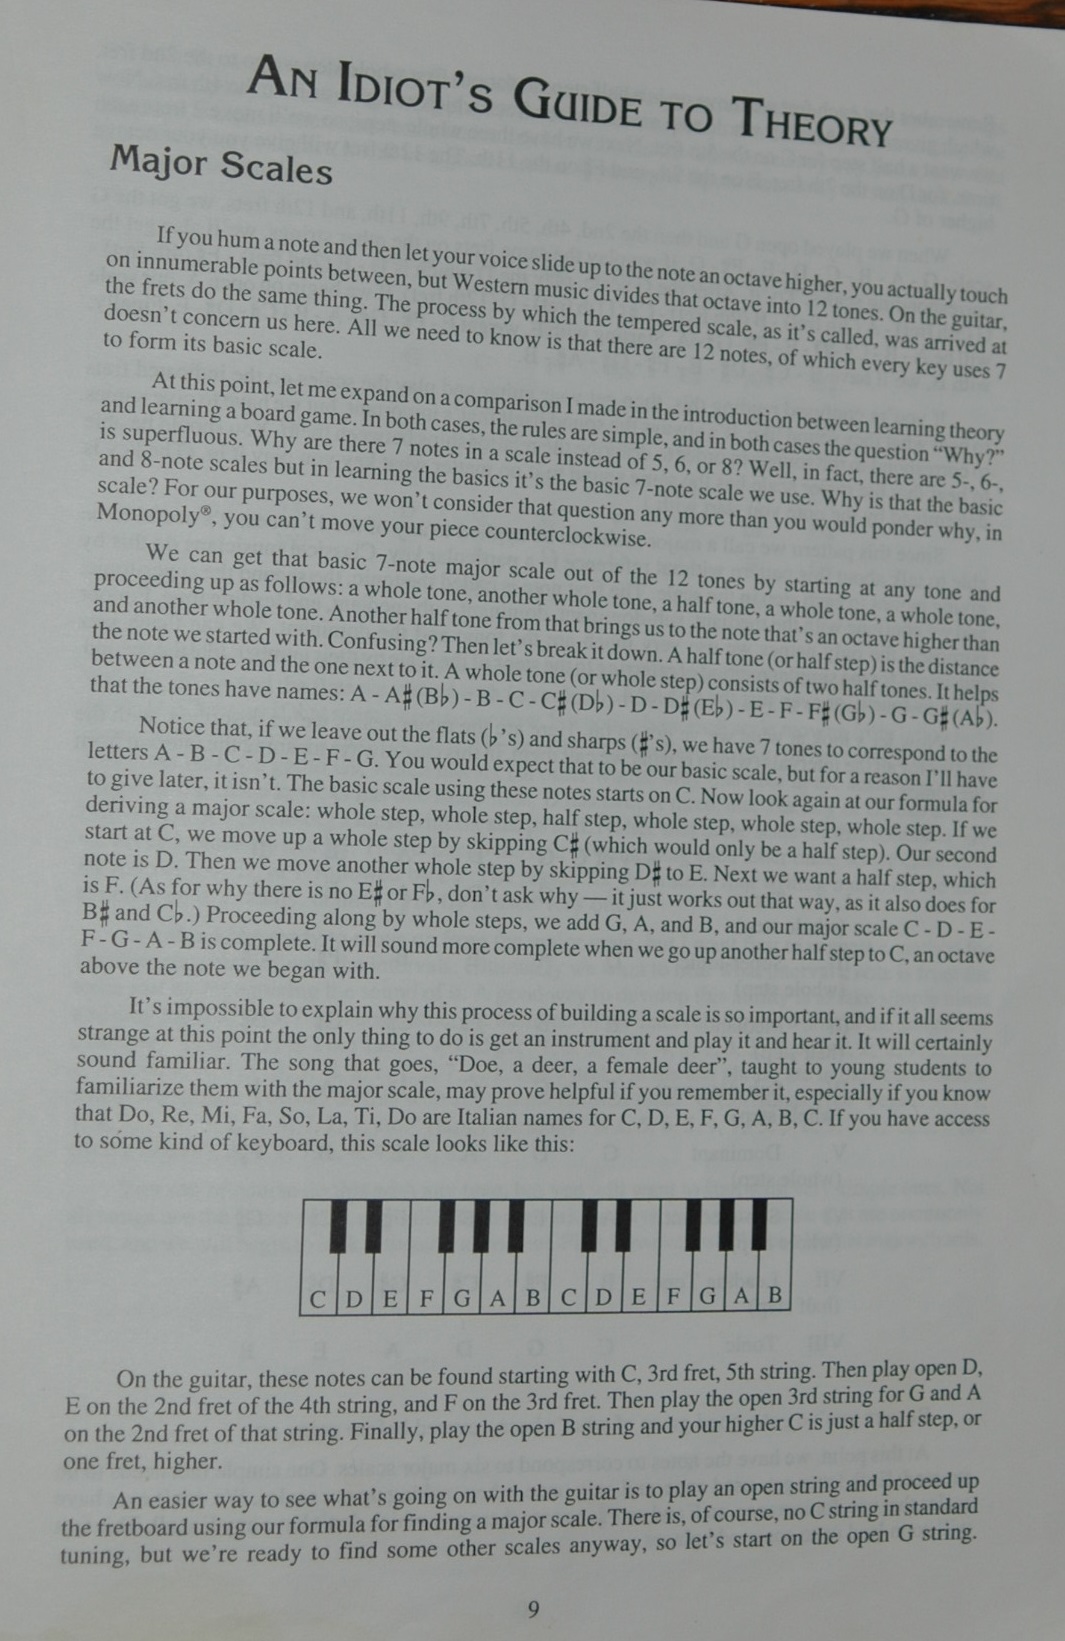 AN IDIOT'S GUIDE TO THEORY
Major Scales
If you hum a note and then let your voice slide up to the note an octave higher, you actually touch
on innumerable points between, but Western music divides that octave into 12 tones. On the guitar,
the frets do the same thing. The process by which the tempered scale, as it's called, was arrived at
doesn't concern us here. All we need to know is that there are 12 notes, of which every key uses 7
to form its basic scale.
At this point, let me expand on a comparison I made in the introduction between learning theory
and learning a board game. In both cases, the rules are simple, and in both cases the question “Why?”
is superfluous. Why are there 7 notes in a scale instead of 5, 6, or 8? Well, in fact, there are 5-, 6-,
and 8-note scales but in learning the basics it's the basic 7-note scale we use. Why is that the basic
scale? For our purposes, we won't consider that question any more than you would ponder why, in
Monopoly®, you can't move your piece counterclockwise.
We can get that basic 7-note major scale out of the 12 tones by starting at any tone and
proceeding up as follows: a whole tone, another whole tone, a half tone, a whole tone, a whole tone,
and another whole tone. Another half tone from that brings us to the note that's an octave higher than
the note we started with. Confusing? Then let's break it down. A half tone (or half step) is the distance
between a note and the one next to it. A whole tone (or whole step) consists of two half tones. It helps
that the tones have names: A - A♯(B♭) - B - C - C♯(D♭) - D - D♯(E♭) - E - F - F♯(G♭) - G - G♯(A♭).
Notice that, if we leave out the flats (♭'s) and sharps (♯'s), we have 7 tones to correspond to the
letters A - B - C - D - E - F - G. You would expect that to be our basic scale, but for a reason I'll have
to give later, it isn't. The basic scale using these notes starts on C. Now look again at our formula for
deriving a major scale: whole step, whole step, half step, whole step, whole step, whole step. If we
start at C, we move up a whole step by skipping C♯ (which would only be a half step). Our second
note is D. Then we move another whole step by skipping D♯ to E. Next we want a half step, which
is F. (As for why there is no E♯ or F♭, don't ask why — it just works out that way, as it also does for
B♯ and C♭.) Proceeding along by whole steps, we add G, A, and B, and our major scale C - D - E -
F - G - A - B is complete. It will sound more complete when we go up another half step to C, an octave
above the note we began with.
It's impossible to explain why this process of building a scale is so important, and if it all seems
strange at this point the only thing to do is get an instrument and play it and hear it. It will certainly
sound familiar. The song that goes, “Doe, a deer, a female deer”, taught to young students to
familiarize them with the major scale, may prove helpful if you remember it, especially if you know
that Do, Re, Mi, Fa, So, La, Ti, Do are Italian names for C, D, E, F, G, A, B, C. If you have access
to some kind of keyboard, this scale looks like this:
C D E F G A B C D E F G A B
On the guitar, these notes can be found starting with C, 3rd fret, 5th string. Then play open D,
E on the 2nd fret of the 4th string, and F on the 3rd fret. Then play the open 3rd string for G and A
on the 2nd fret of that string. Finally, play the open B string and your higher C is just a half step, or
one fret, higher.
An easier way to see what's going on with the guitar is to play an open string and proceed up
the fretboard using our formula for finding a major scale. There is, of course, no C string in standard
tuning, but we're ready to find some other scales anyway, so let's start on the open G string.
9